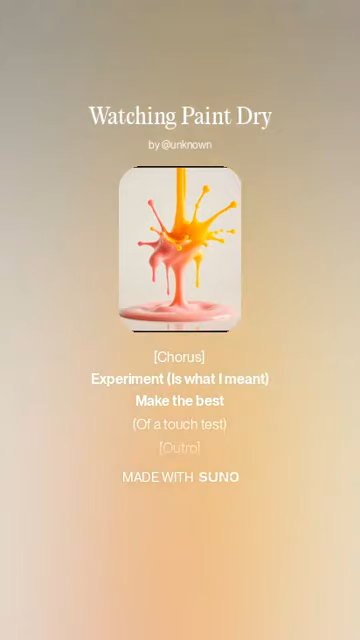 Watching Paint Dry
by @unknown
[Chorus]
Experiment (Is what I meant)
Make the best
(Of a touch test)
[Outro]
MADE WITH SUNO